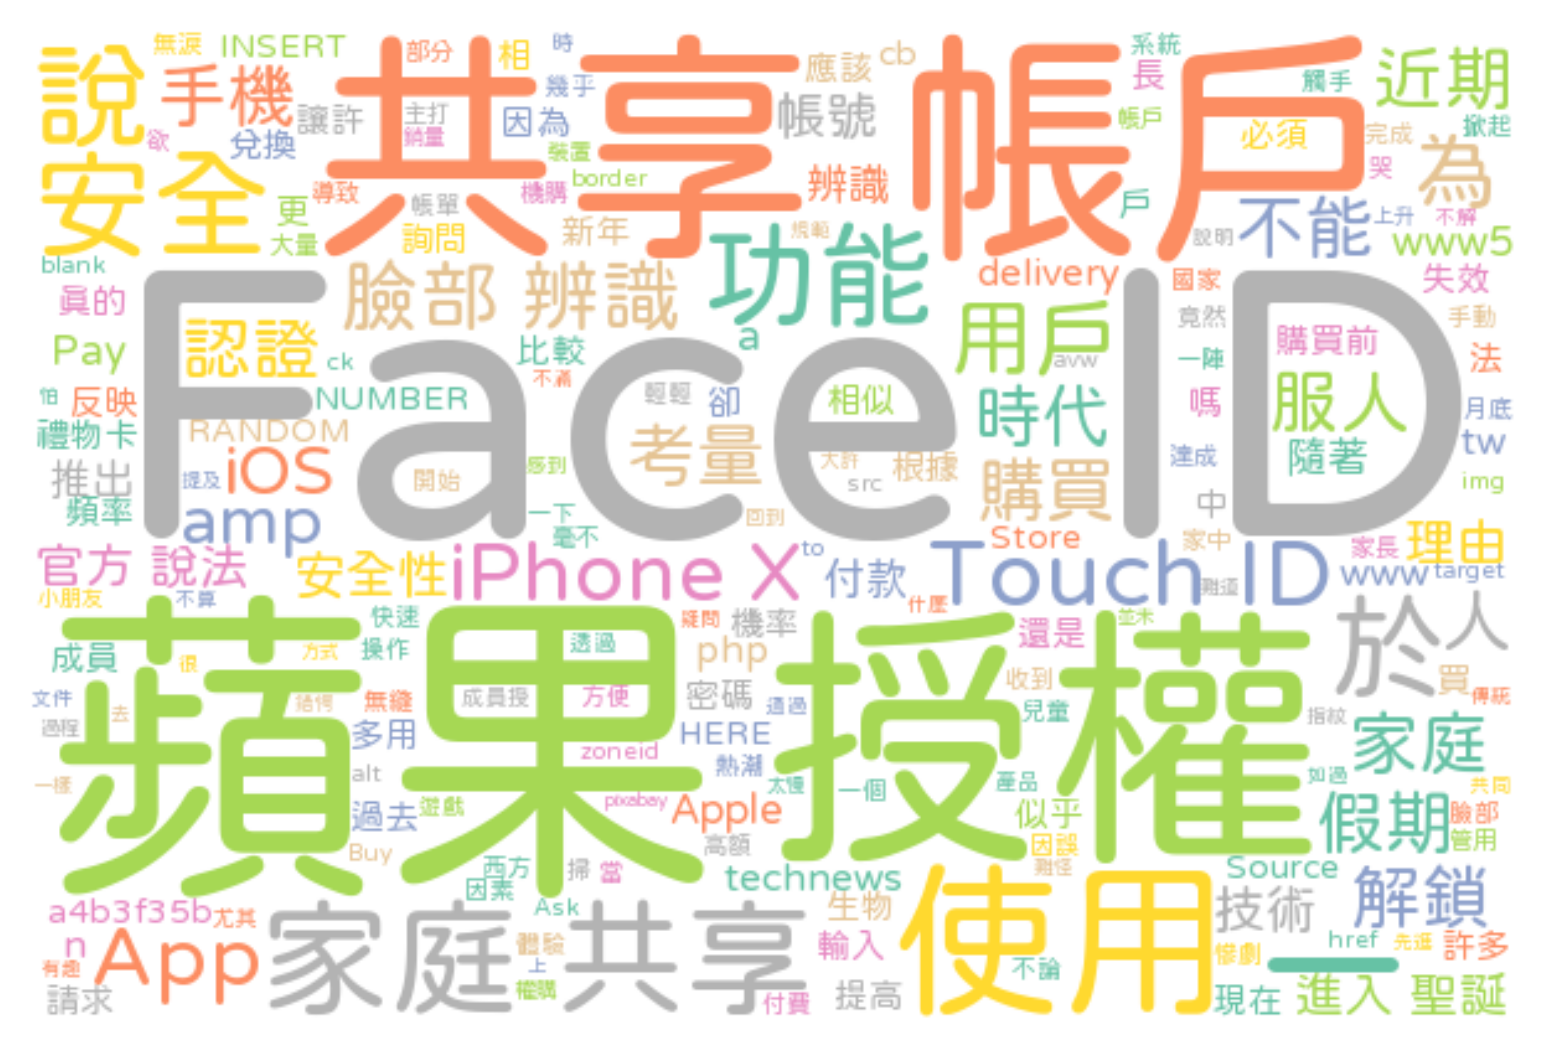 無淚 INSERT 部分 相 時 應該 cb 系統 近期
說 手機 共享 帳戶 幾乎 長 觸手
讓許 主打 因為 帳號 帳戶 必須 完成 掀起
欲 兌換 銷量 裝置 哭 為
安全 更 導致 帳單 機購 border 辨識 戶 不能 上升 不解
大量 詢問 新年 規範 功能 說明 www5
blank 臉部 辨識 delivery 國家 失效
真的 認證 a 用戶 竟然 購買前 手動
Pay ck 比較 avw 一陣 法
Face ID
怕 反映 NUMBER 不滿 輕輕 卻 相似 時代 嗎 服人 月底
禮物卡 RANDOM 考量 隨著 tw
推出 提及 iOS 開始 感到 大許 src 根據 購買 達成 img
頻率 amp 一下 回到 中
毫不 Store 家中 家長 理由
官方 說法 安全性 iPhone X to 付款 Touch ID 難道 www target
小朋友 不算 快速 疑問 機率 什麼 還是 並未 於 人
成員 很 方式 操作 透過 php 收到 買
蘋果 授權
文件 去 無縫 成員授 方便 密碼 透過 兒童 指紋 傳統
過程 多用 HERE 家庭
一樣 alt zoneid 熱潮 太慢 一個 產品 如過 共同
過去 遊戲 pixabay Apple 似乎 假期 臉部
Buy 高額 因誤 管用
西方 掃 當 technews 難怪 Source 解鎖
a4b3f35b 尤其 因素 Ask 生物 使用 技術
n App 家庭 共享 體驗 輸入 href 先進 許多
有趣 上 不論 慘劇 _
請求 權購 付費 提高 現在 進入 聖誕